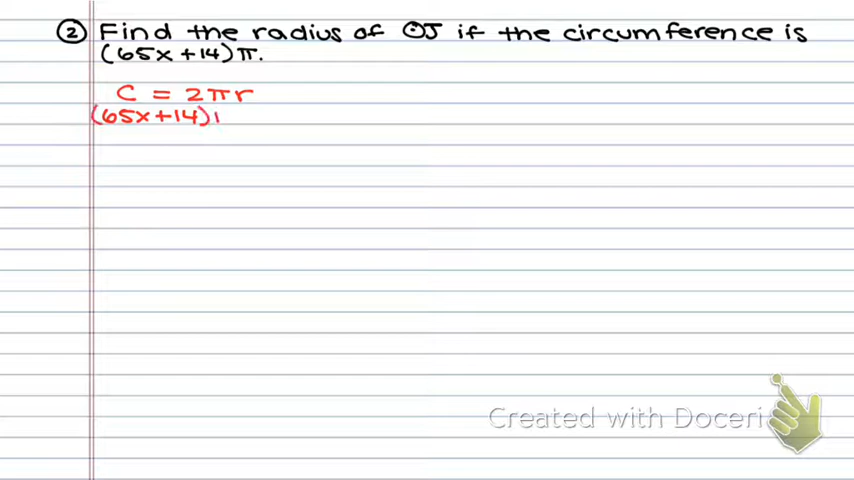 ② Find the radius of ⊙J if the circumference is
(65x+14)π.
C = 2πr
(65x+14)
Created with Doceri